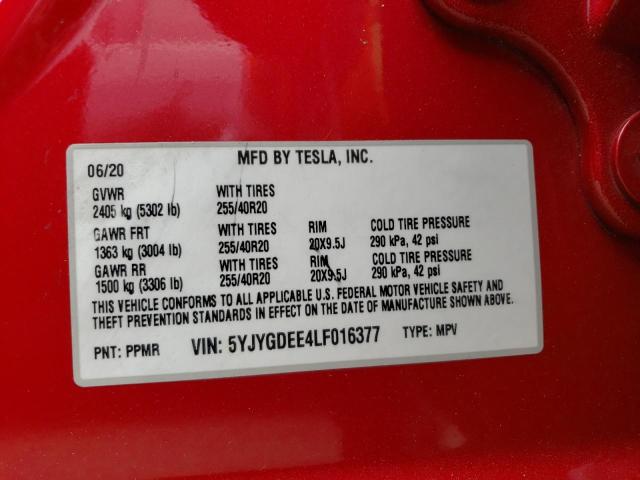 MFD BY TESLA, INC.
06/20
GVWR WITH TIRES
2405 kg (5302 lb) 255/40R20
GAWR FRT WITH TIRES RIM COLD TIRE PRESSURE
1363 kg (3004 lb) 255/40R20 20X9.5J 290 kPa, 42 psi
GAWR RR WITH TIRES RIM COLD TIRE PRESSURE
1500 kg (3306 lb) 255/40R20 20X9.5J 290 kPa, 42 psi
THIS VEHICLE CONFORMS TO ALL APPLICABLE U.S. FEDERAL MOTOR VEHICLE SAFETY AND
THEFT PREVENTION STANDARDS IN EFFECT ON THE DATE OF MANUFACTURE SHOWN ABOVE.
PNT: PPMR VIN: 5YJYGDEE4LF016377 TYPE: MPV